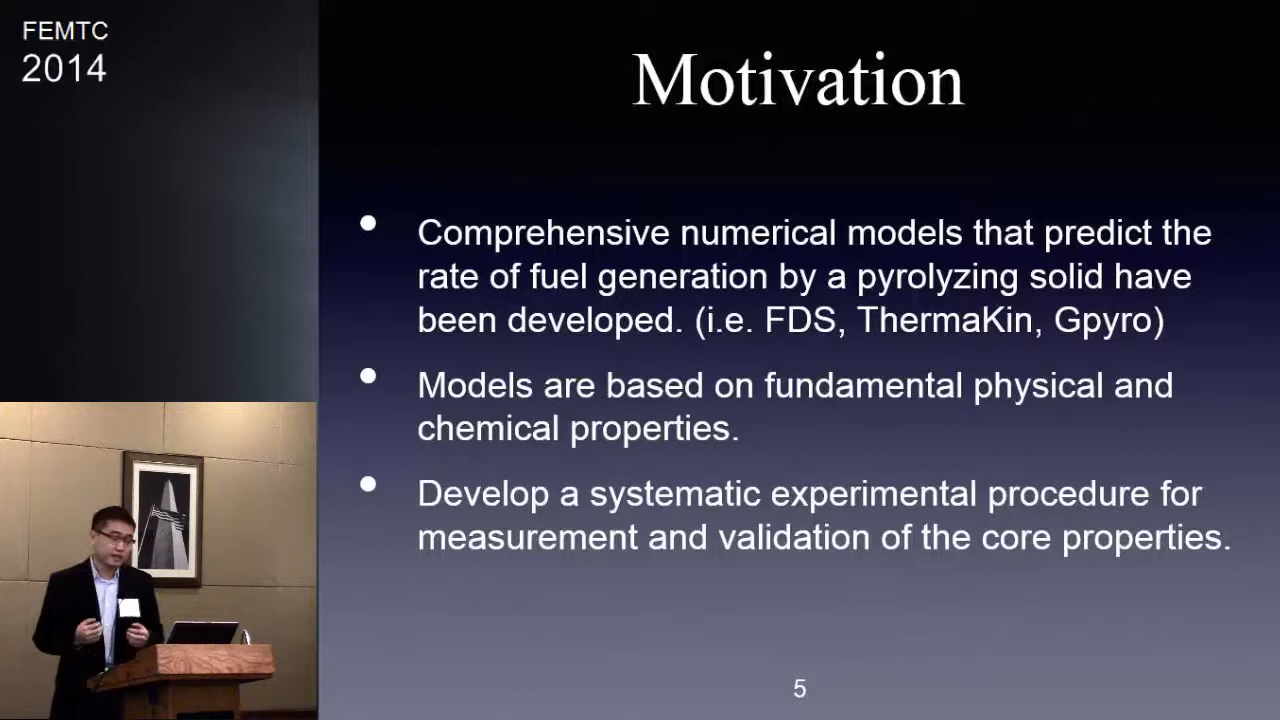 FEMTC
2014
Motivation
• Comprehensive numerical models that predict the
rate of fuel generation by a pyrolyzing solid have
been developed. (i.e. FDS, ThermaKin, Gpyro)
• Models are based on fundamental physical and
chemical properties.
• Develop a systematic experimental procedure for
measurement and validation of the core properties.
5